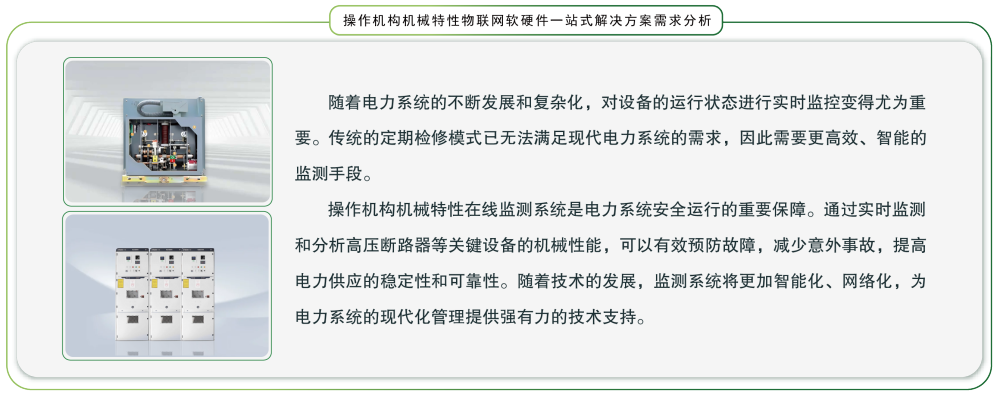 操作机构机械特性物联网软硬件一站式解决方案需求分析
随着电力系统的不断发展和复杂化，对设备的运行状态进行实时监控变得尤为重
要。传统的定期检修模式已无法满足现代电力系统的需求，因此需要更高效、智能的
监测手段。
操作机构机械特性在线监测系统是电力系统安全运行的重要保障。通过实时监测
和分析高压断路器等关键设备的机械性能，可以有效预防故障，减少意外事故，提高
电力供应的稳定性和可靠性。随着技术的发展，监测系统将更加智能化、网络化，为
电力系统的现代化管理提供强有力的技术支持。